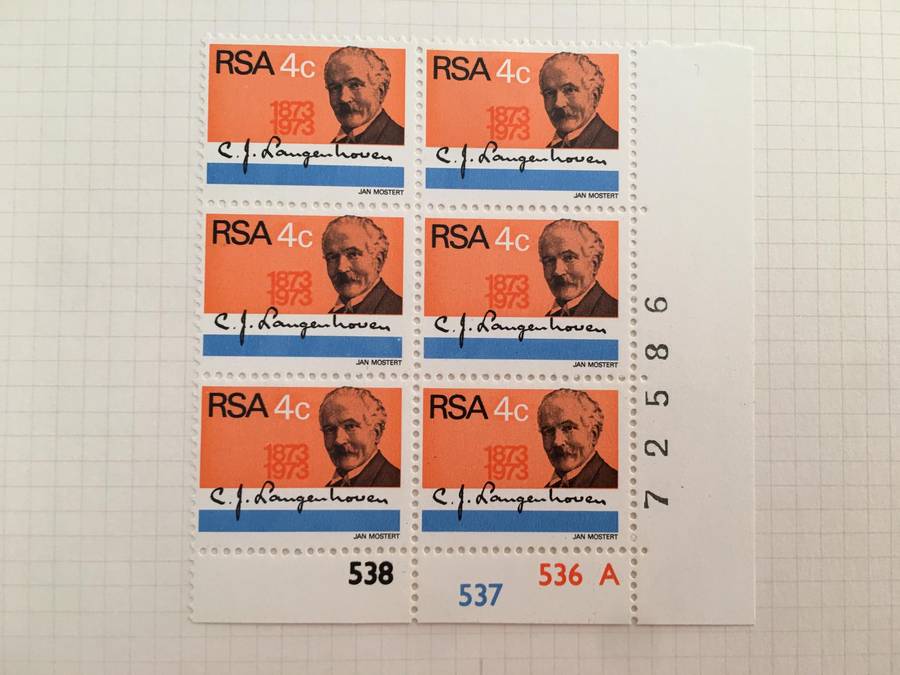 RSA 4c
1873
1973
C. J. Langenhoven
JAN MOSTERT
RSA 4c
1873
1973
C. J. Langenhoven
JAN MOSTERT
RSA 4c
1873
1973
C. J. Langenhoven
JAN MOSTERT
RSA 4c
1873
1973
C. J. Langenhoven
JAN MOSTERT
RSA 4c
1873
1973
C. J. Langenhoven
JAN MOSTERT
RSA 4c
1873
1973
C. J. Langenhoven
JAN MOSTERT
538
537
536 A
72586